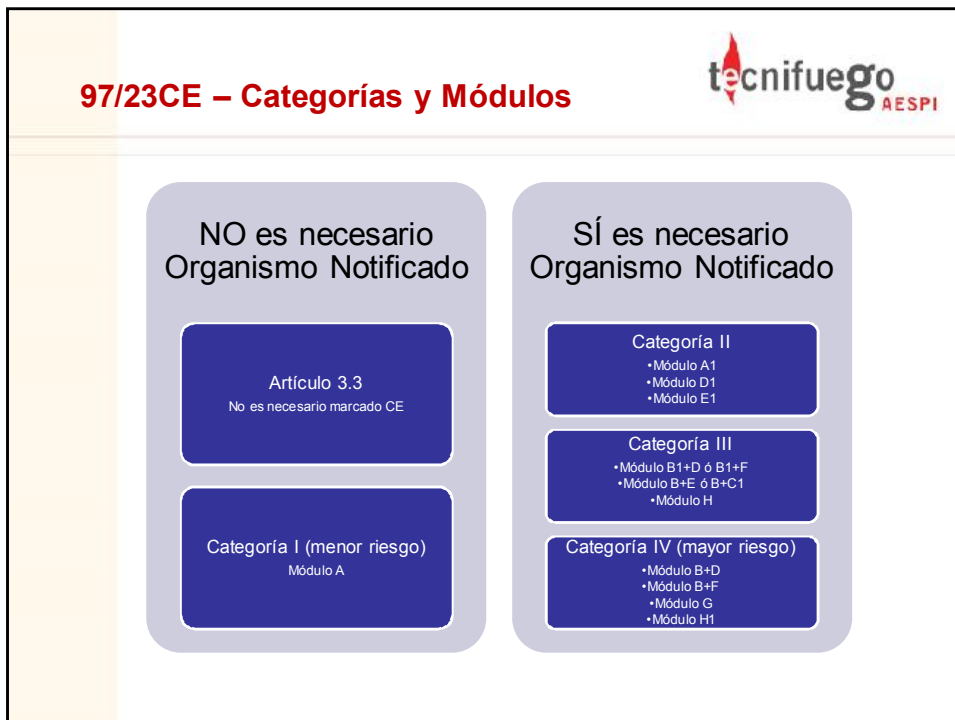 97/23CE – Categorías y Módulos
tecnifuego
AESPI
NO es necesario
Organismo Notificado
Artículo 3.3
No es necesario marcado CE
Categoría I (menor riesgo)
Módulo A
SÍ es necesario
Organismo Notificado
Categoría II
•Módulo A1
•Módulo D1
•Módulo E1
Categoría III
•Módulo B1+D ó B1+F
•Módulo B+E ó B+C1
•Módulo H
Categoría IV (mayor riesgo)
•Módulo B+D
•Módulo B+F
•Módulo G
•Módulo H1